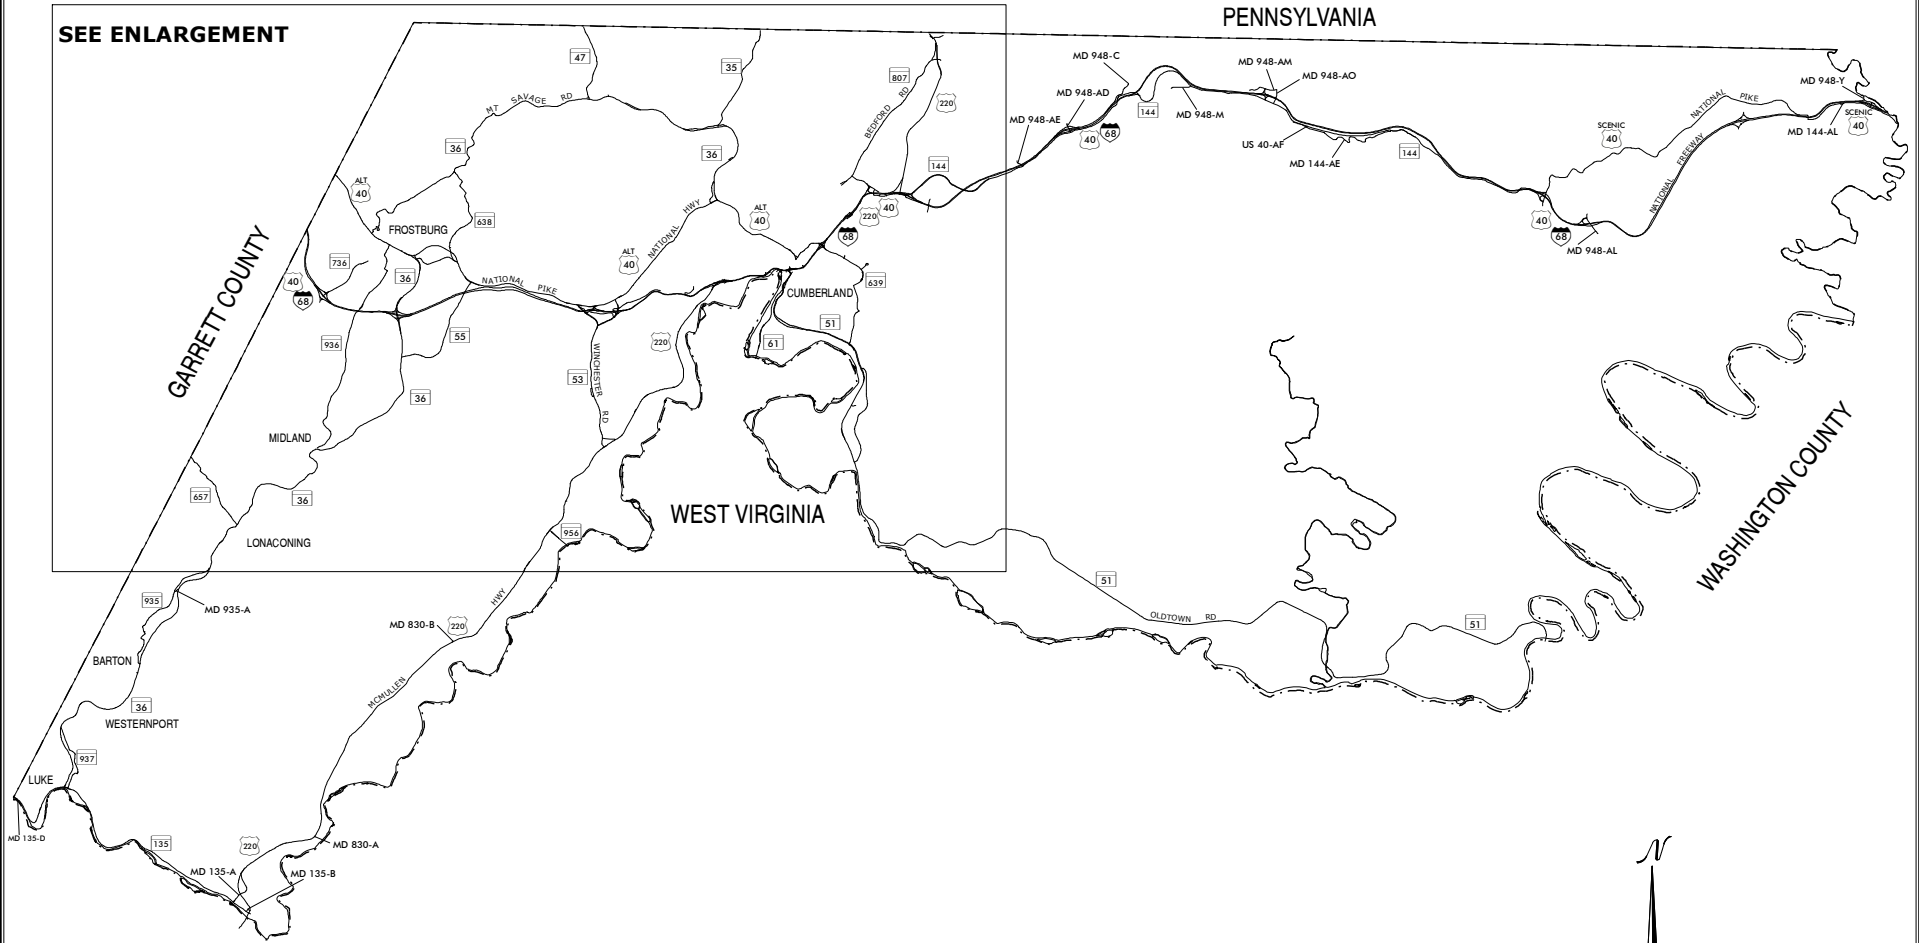 PENNSYLVANIA
SEE ENLARGEMENT
47
35
807
220
BEDFORD RD
MT SAVAGE RD
MD 948-C
MD 948-AD
MD 948-AE
144
MD 948-M
MD 948-AM
MD 948-AO
MD 948-Y
NATIONAL PIKE
SCENIC
40
SCENIC
40
MD 144-AL
NATIONAL FREEWAY
40
68
US 40-AF
MD 144-AE
144
144
36
36
ALT
40
638
FROSTBURG
NATIONAL HWY
ALT
40
ALT
40
220
40
68
40
68
MD 948-AL
GARRETT COUNTY
736
36
40
68
NATIONAL PIKE
CUMBERLAND
639
51
61
220
936
55
WINCHESTER RD
53
36
MIDLAND
657
36
LONACONING
WEST VIRGINIA
956
WASHINGTON COUNTY
51
OLDTOWN RD
51
935
MD 935-A
HWY
MD 830-B
220
BARTON
MCMULLEN
36
WESTERNPORT
937
LUKE
MD 135-D
135
220
MD 830-A
MD 135-A
MD 135-B
N